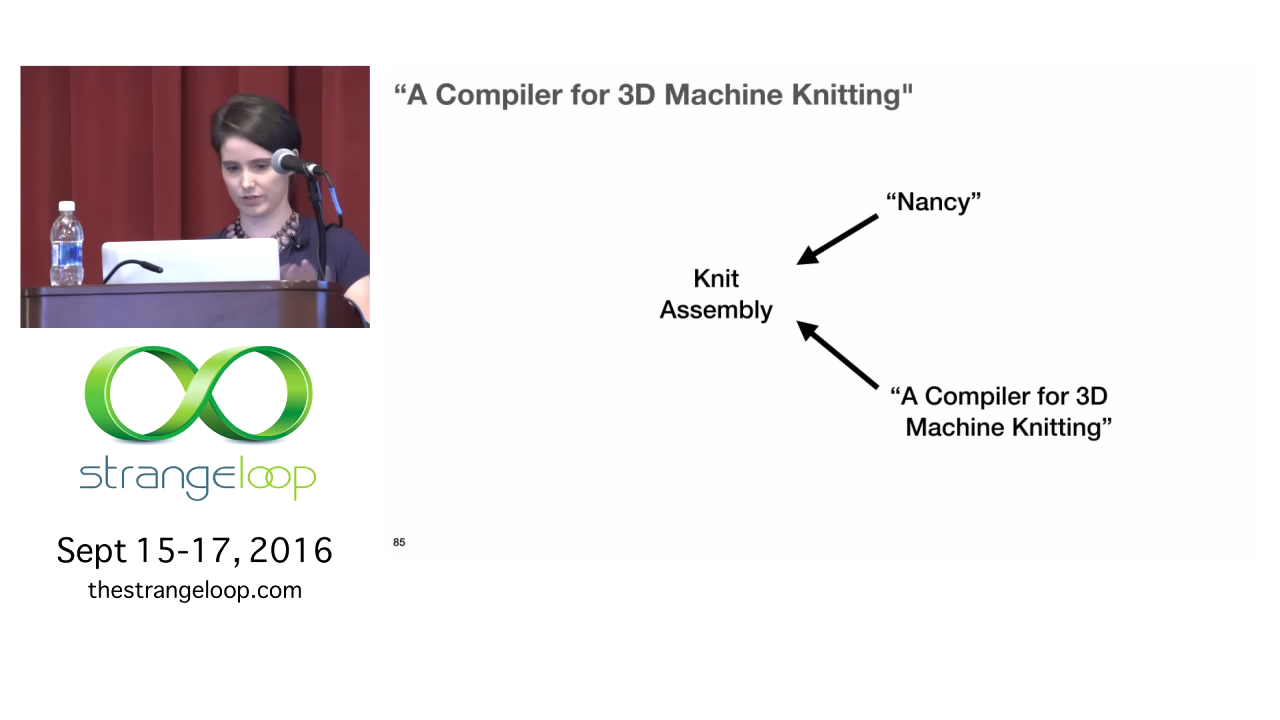 “A Compiler for 3D Machine Knitting"
“Nancy”
Knit
Assembly
“A Compiler for 3D
Machine Knitting”
85
strangeloop
Sept 15-17, 2016
thestrangeloop.com